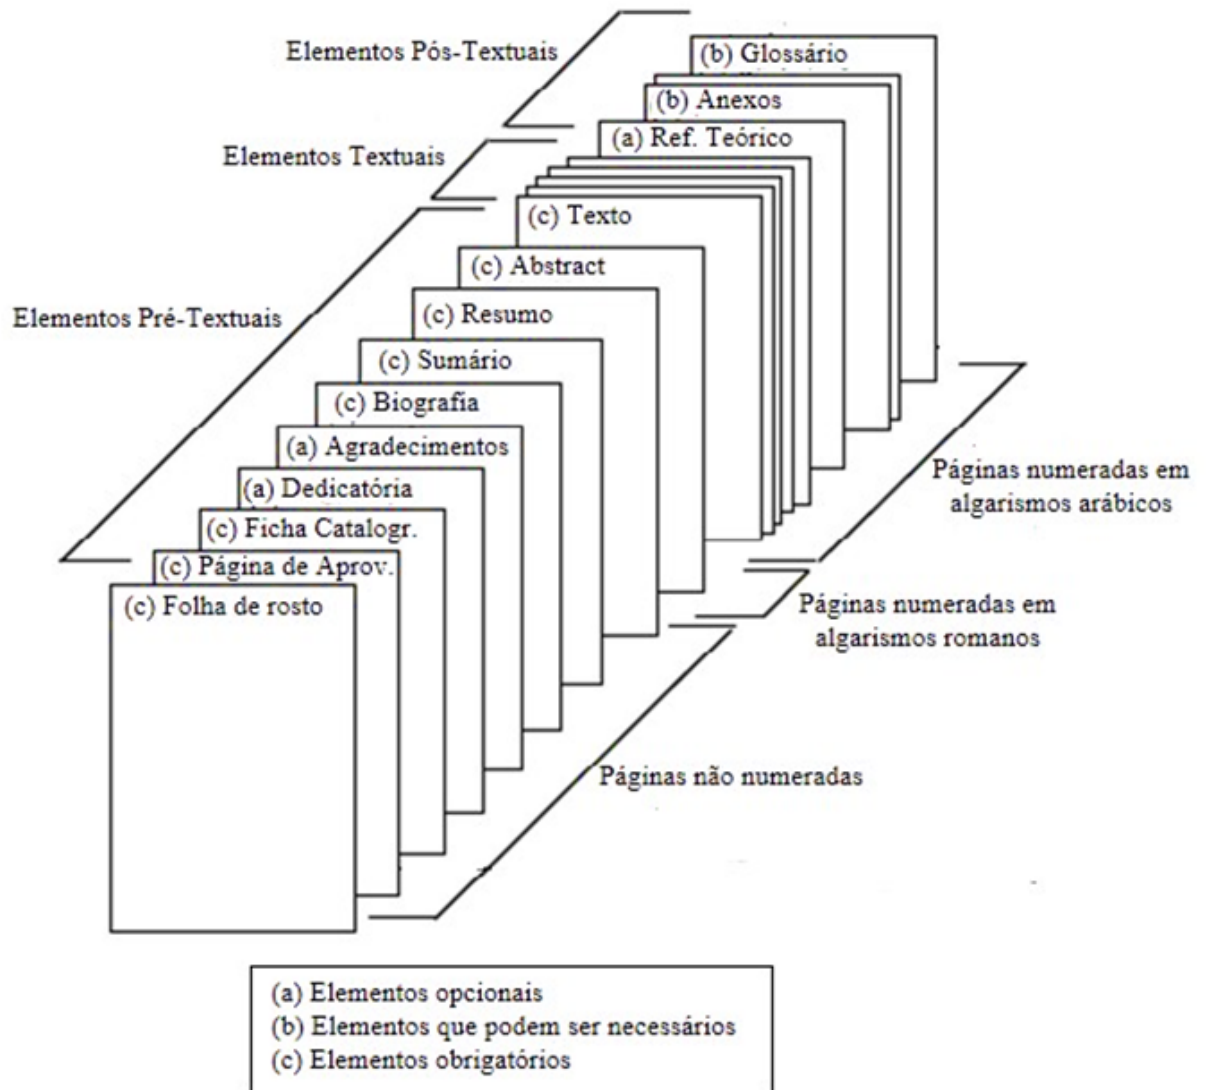 Elementos Pós-Textuais
(b) Glossário
(b) Anexos
(a) Ref. Teórico
Elementos Textuais
(c) Texto
(c) Abstract
Elementos Pré-Textuais
(c) Resumo
(c) Sumário
(c) Biografia
(a) Agradecimentos
(a) Dedicatória
(c) Ficha Catalogr.
(c) Página de Aprov.
(c) Folha de rosto
Páginas numeradas em
algarismos arábicos
Páginas numeradas em
algarismos romanos
Páginas não numeradas
(a) Elementos opcionais
(b) Elementos que podem ser necessários
(c) Elementos obrigatórios